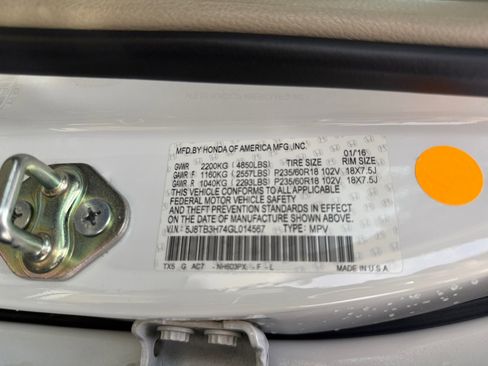 MFD.BY HONDA OF AMERICA MFG.,INC. 01/16
GVWR 2200KG (4850LBS) TIRE SIZE RIM SIZE
GAWR F 1160KG (2557LBS) P235/60R18 102V 18X7.5J
GAWR R 1040KG (2293LBS) P235/60R18 102V 18X7.5J
THIS VEHICLE CONFORMS TO ALL APPLICABLE
FEDERAL MOTOR VEHICLE SAFETY AND
THEFT PREVENTION STANDARDS IN EFFECT
ON THE DATE OF MANUFACTURE SHOWN ABOVE.
V.I.N.: 5J8TB3H74GL014567 TYPE: MPV
TX5 G AC7 -NH603PX -F -L MADE IN U.S.A